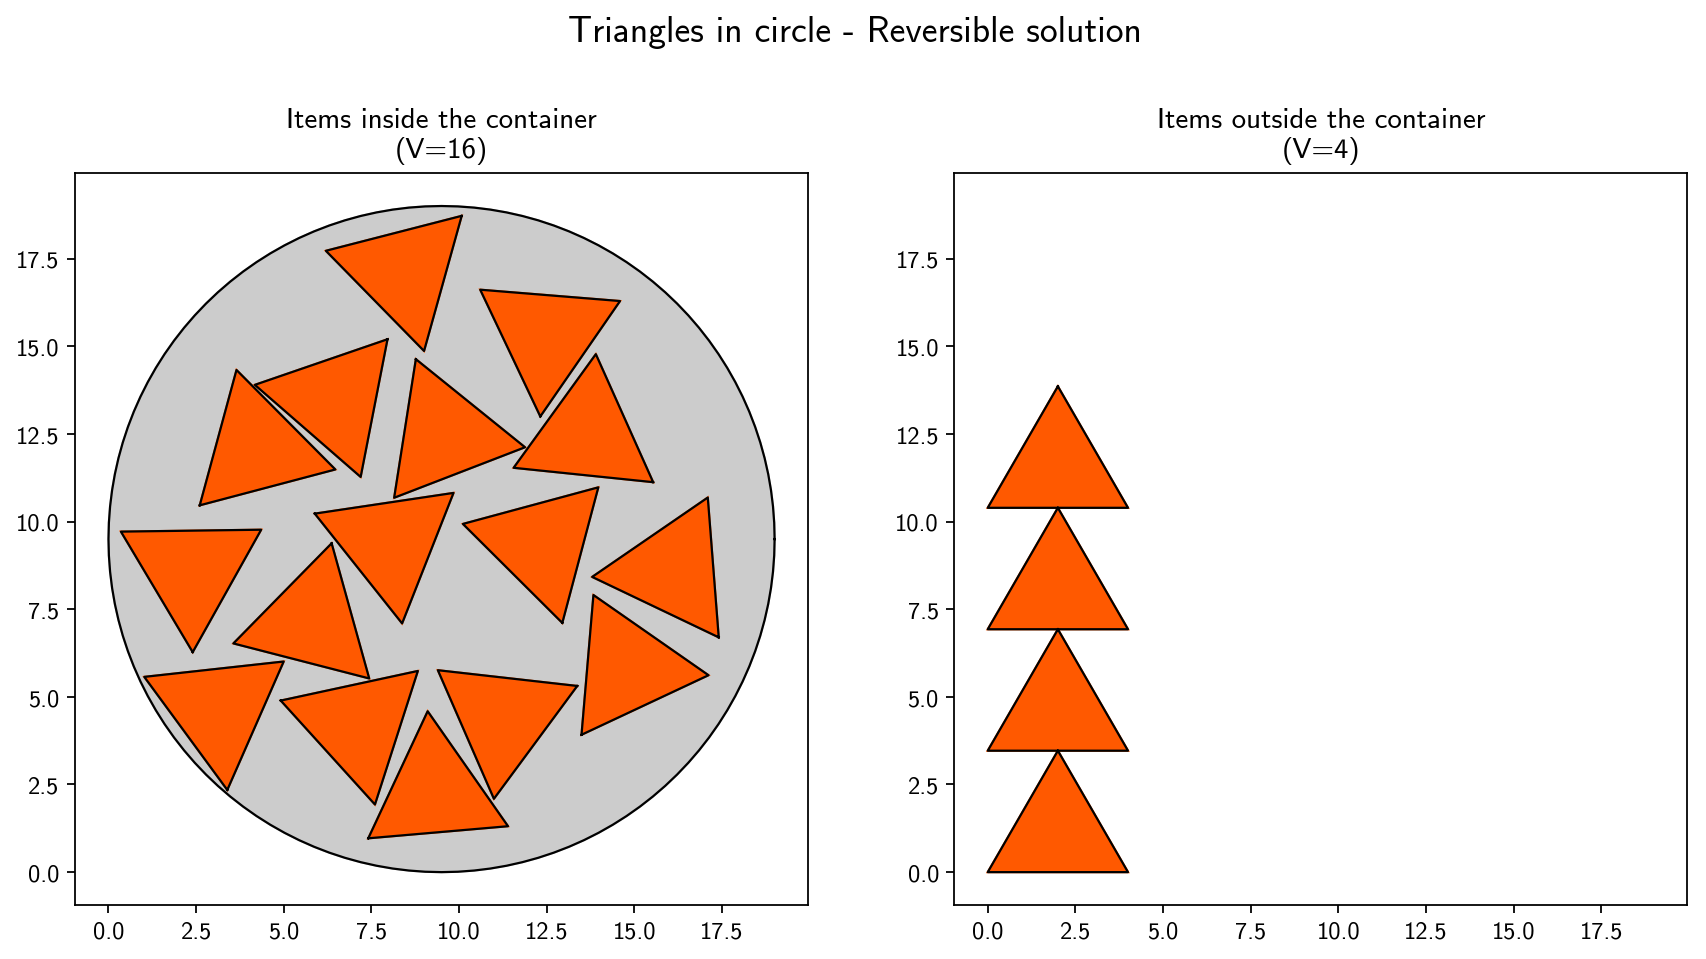 Triangles in circle - Reversible solution
Items inside the container
(V=16)
17.5
15.0
12.5
10.0
7.5
5.0
2.5
0.0
0.0 2.5 5.0 7.5 10.0 12.5 15.0 17.5
Items outside the container
(V=4)
17.5
15.0
12.5
10.0
7.5
5.0
2.5
0.0
0.0 2.5 5.0 7.5 10.0 12.5 15.0 17.5